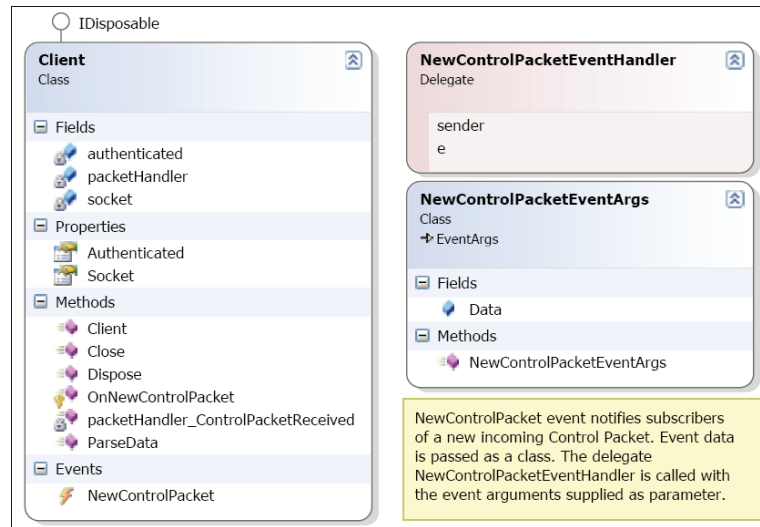 IDisposable
Client
Class
Fields
authenticated
packetHandler
socket
Properties
Authenticated
Socket
Methods
Client
Close
Dispose
OnNewControlPacket
packetHandler_ControlPacketReceived
ParseData
Events
NewControlPacket
NewControlPacketEventHandler
Delegate
sender
e
NewControlPacketEventArgs
Class
EventArgs
Fields
Data
Methods
NewControlPacketEventArgs
NewControlPacket event notifies subscribers
of a new incoming Control Packet. Event data
is passed as a class. The delegate
NewControlPacketEventHandler is called with
the event arguments supplied as parameter.